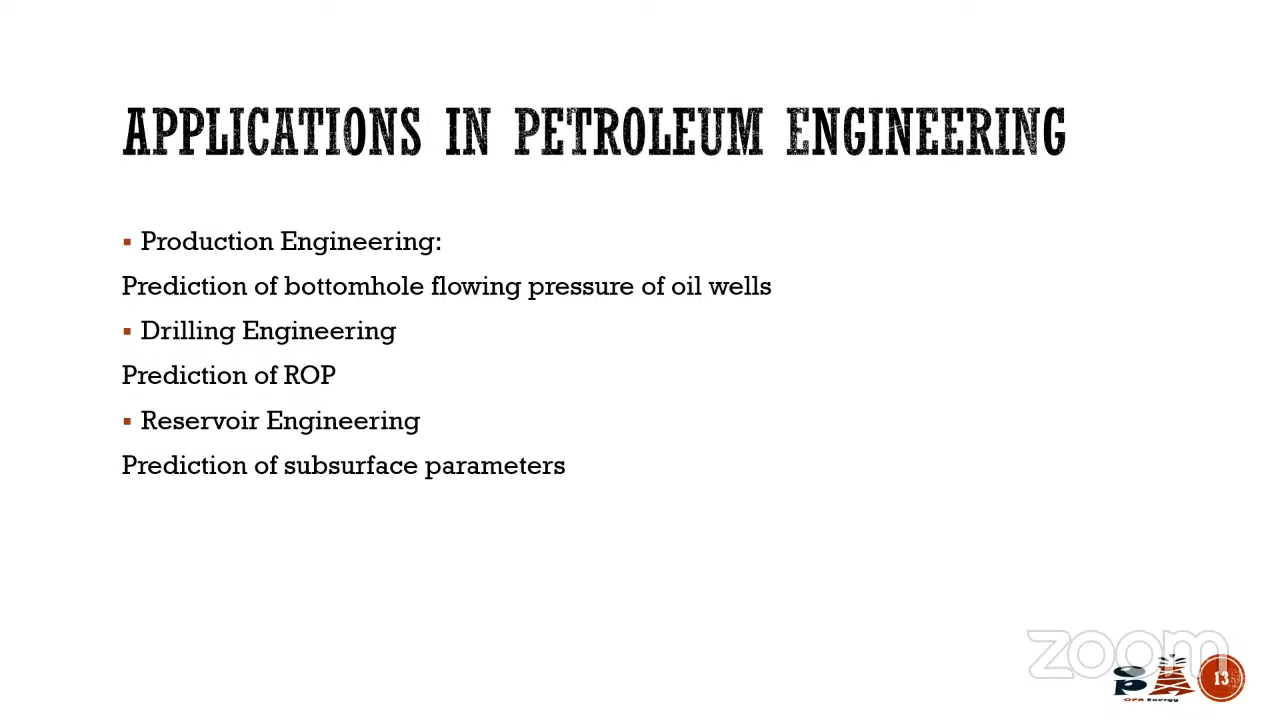 APPLICATIONS IN PETROLEUM ENGINEERING
▪ Production Engineering:
Prediction of bottomhole flowing pressure of oil wells
▪ Drilling Engineering
Prediction of ROP
▪ Reservoir Engineering
Prediction of subsurface parameters
zoom
13